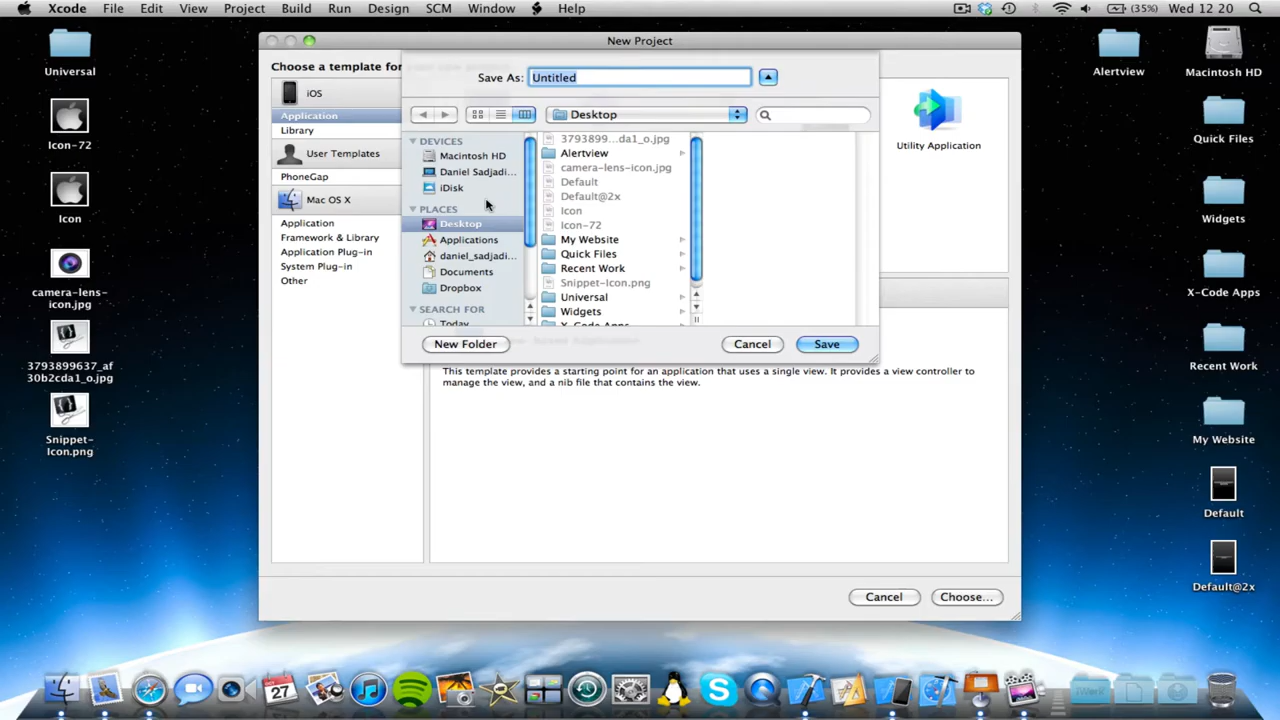 Xcode File Edit View Project Build Run Design SCM Window Help
(35%) Wed 12 20
New Project
Choose a template for
Save As: Untitled
Desktop
iOS
Application
Library
User Templates
PhoneGap
Mac OS X
Application
Framework & Library
Application Plug-in
System Plug-in
Other
DEVICES
Macintosh HD
Daniel Sadjadi...
iDisk
PLACES
Desktop
Applications
daniel_sadjadi...
Documents
Dropbox
SEARCH FOR
Today
3793899...da1_o.jpg
Alertview
camera-lens-icon.jpg
Default
Default@2x
Icon
Icon-72
My Website
Quick Files
Recent Work
Snippet-Icon.png
Universal
Widgets
X-Code Apps
New Folder
Cancel
Save
Utility Application
This template provides a starting point for an application that uses a single view. It provides a view controller to
manage the view, and a nib file that contains the view.
Cancel
Choose...
Universal
Icon-72
Icon
camera-lens-
icon.jpg
3793899637_af
30b2cda1_o.jpg
Snippet-
Icon.png
Alertview
Macintosh HD
Quick Files
Widgets
X-Code Apps
Recent Work
My Website
Default
Default@2x
27
iWork